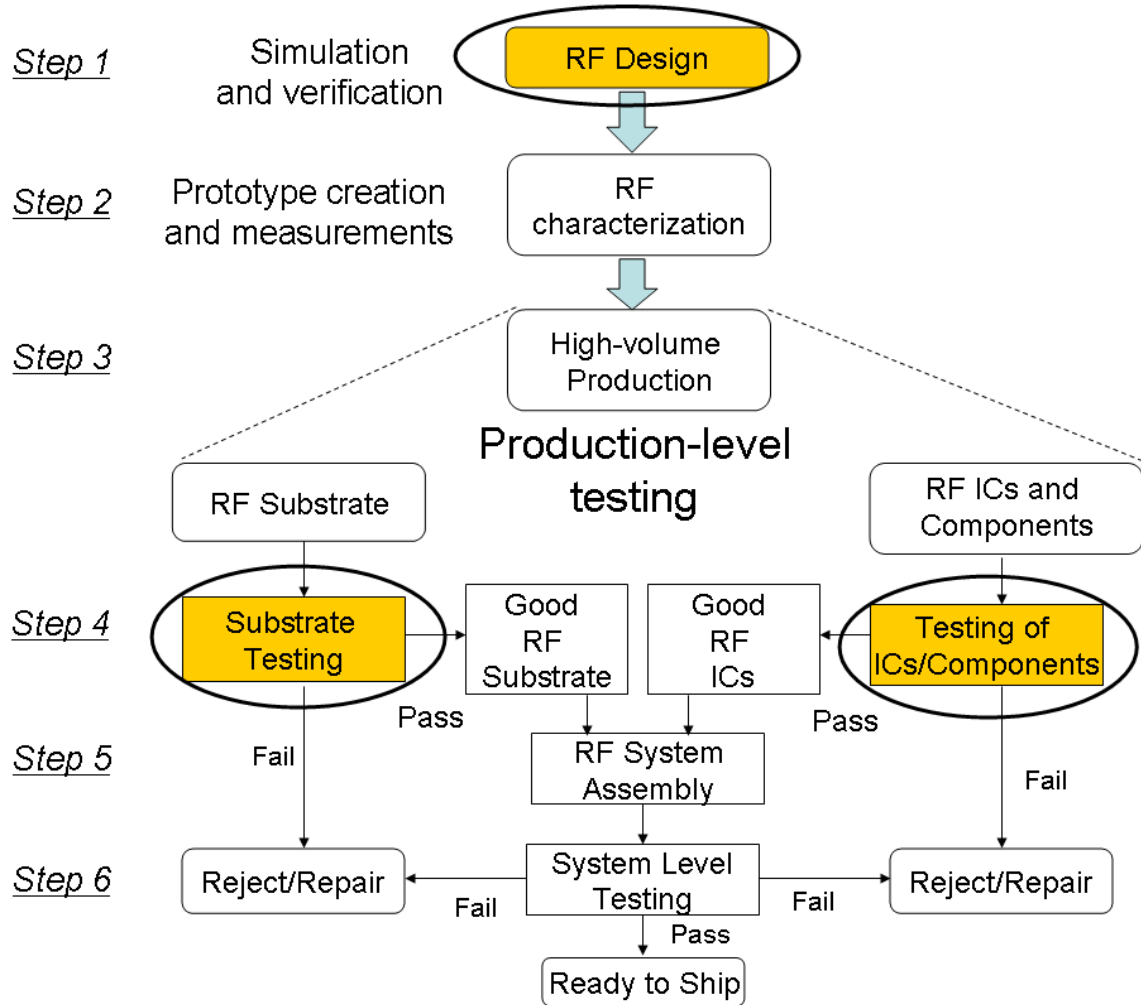 Step 1
Simulation
and verification
RF Design
Step 2
Prototype creation
and measurements
RF
characterization
Step 3
High-volume
Production
Production-level
testing
RF Substrate
RF ICs and
Components
Step 4
Substrate
Testing
Good
RF
Substrate
Good
RF
ICs
Testing of
ICs/Components
Pass
Pass
Step 5
Fail
RF System
Assembly
Fail
Step 6
Reject/Repair
Fail
System Level
Testing
Fail
Reject/Repair
Pass
Ready to Ship